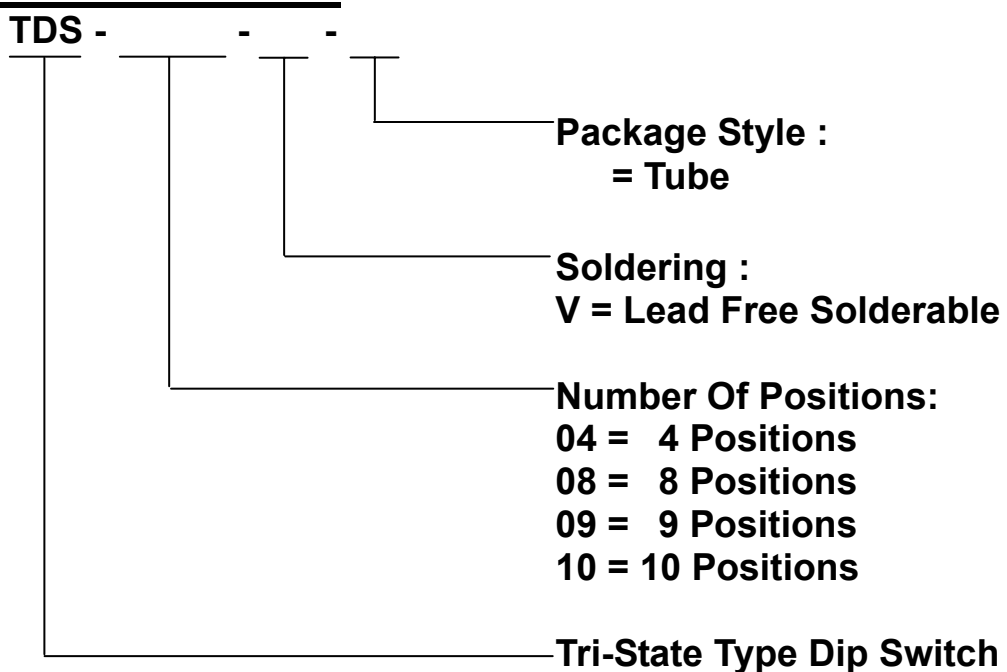 TDS -        -     -
Package Style :
= Tube
Soldering :
V = Lead Free Solderable
Number Of Positions:
04 =   4 Positions
08 =   8 Positions
09 =   9 Positions
10 = 10 Positions
Tri-State Type Dip Switch